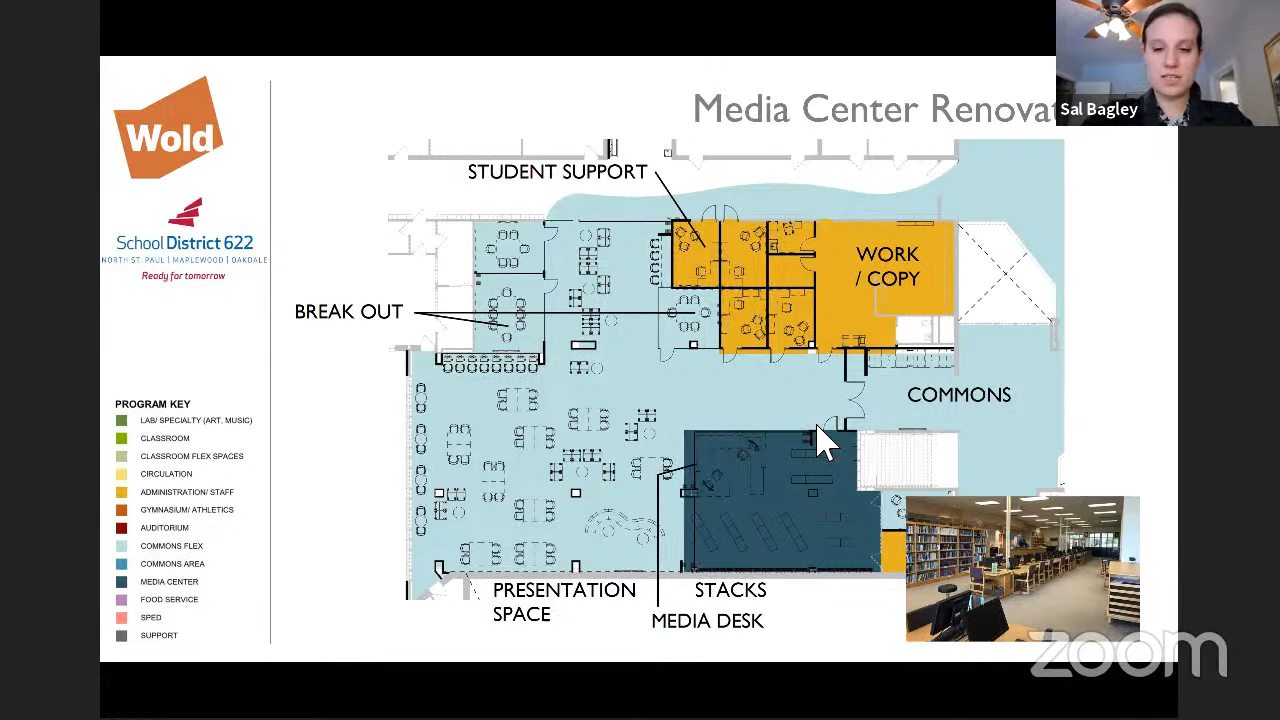 Media Center Renovat
Sal Bagley
Wold
School District 622
NORTH ST. PAUL | MAPLEWOOD | OAKDALE
Ready for tomorrow
STUDENT SUPPORT
WORK
/ COPY
BREAK OUT
COMMONS
PRESENTATION
SPACE
STACKS
MEDIA DESK
PROGRAM KEY
LAB/ SPECIALTY (ART, MUSIC)
CLASSROOM
CLASSROOM FLEX SPACES
CIRCULATION
ADMINISTRATION/ STAFF
GYMNASIUM/ ATHLETICS
AUDITORIUM
COMMONS FLEX
COMMONS AREA
MEDIA CENTER
FOOD SERVICE
SPED
SUPPORT
zoom